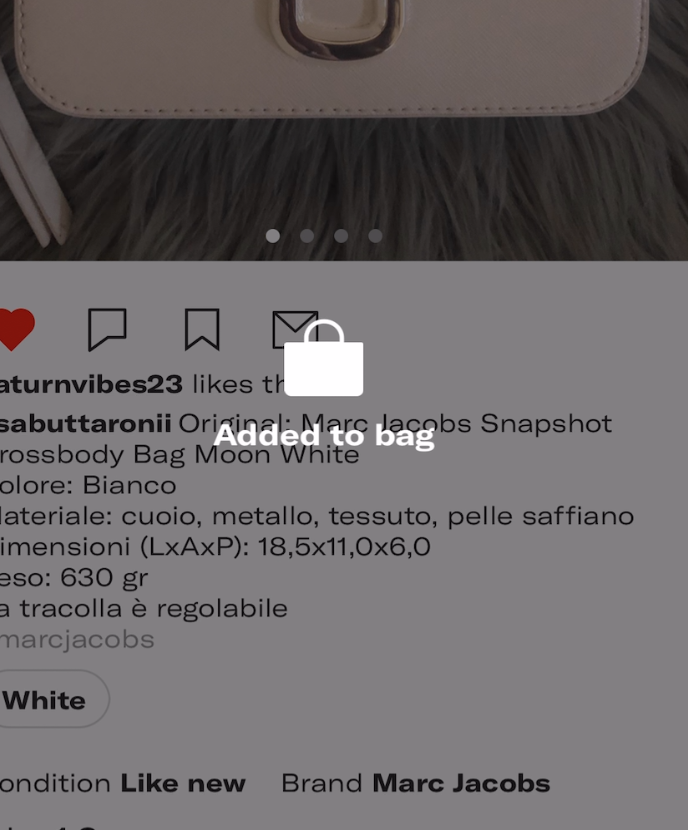 aturnvibes23 likes th
Added to bag
sabuttaronii Original: Marc Jacobs Snapshot
rossbody Bag Moon White
olore: Bianco
ateriale: cuoio, metallo, tessuto, pelle saffiano
imensioni (LxAxP): 18,5x11,0x6,0
eso: 630 gr
a tracolla è regolabile
marcjacobs
White
ondition Like new Brand Marc Jacobs